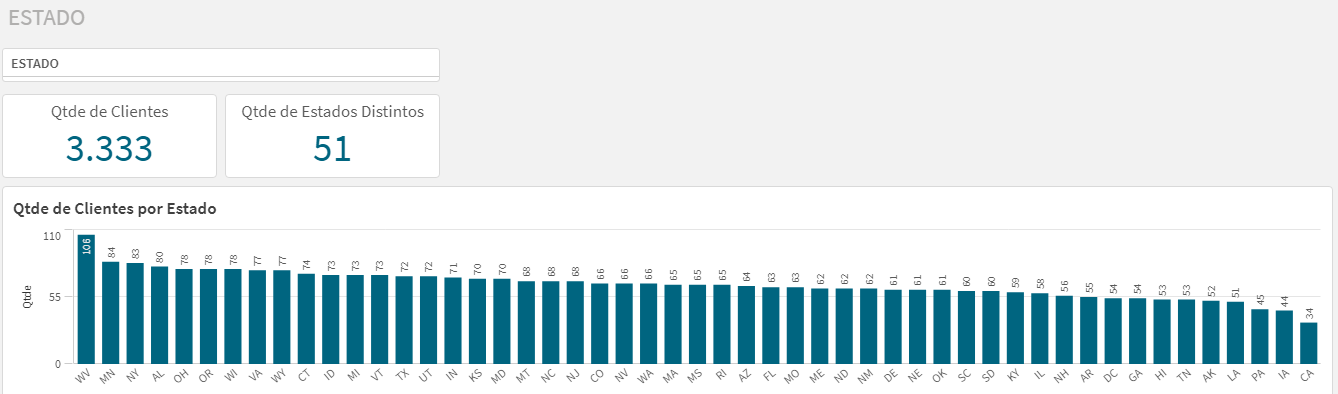 ESTADO
ESTADO
Qtde de Clientes
3.333
Qtde de Estados Distintos
51
Qtde de Clientes por Estado
Qtde
110
55
0
106 84 83 80 78 78 78 77 77 74 73 73 73 72 72 71 70 70 68 68 68 66 66 66 65 65 65 64 63 63 62 62 62 61 61 61 60 60 59 58 56 55 54 54 53 53 52 51 45 44 34
WV MN NY AL OH OR WI VA WY CT ID MI VT TX UT IN KS MD MT NC NJ CO NV WA MA MS RI AZ FL MO ME ND NM DE NE OK SC SD KY IL NH AR DC GA HI TN AK LA PA IA CA